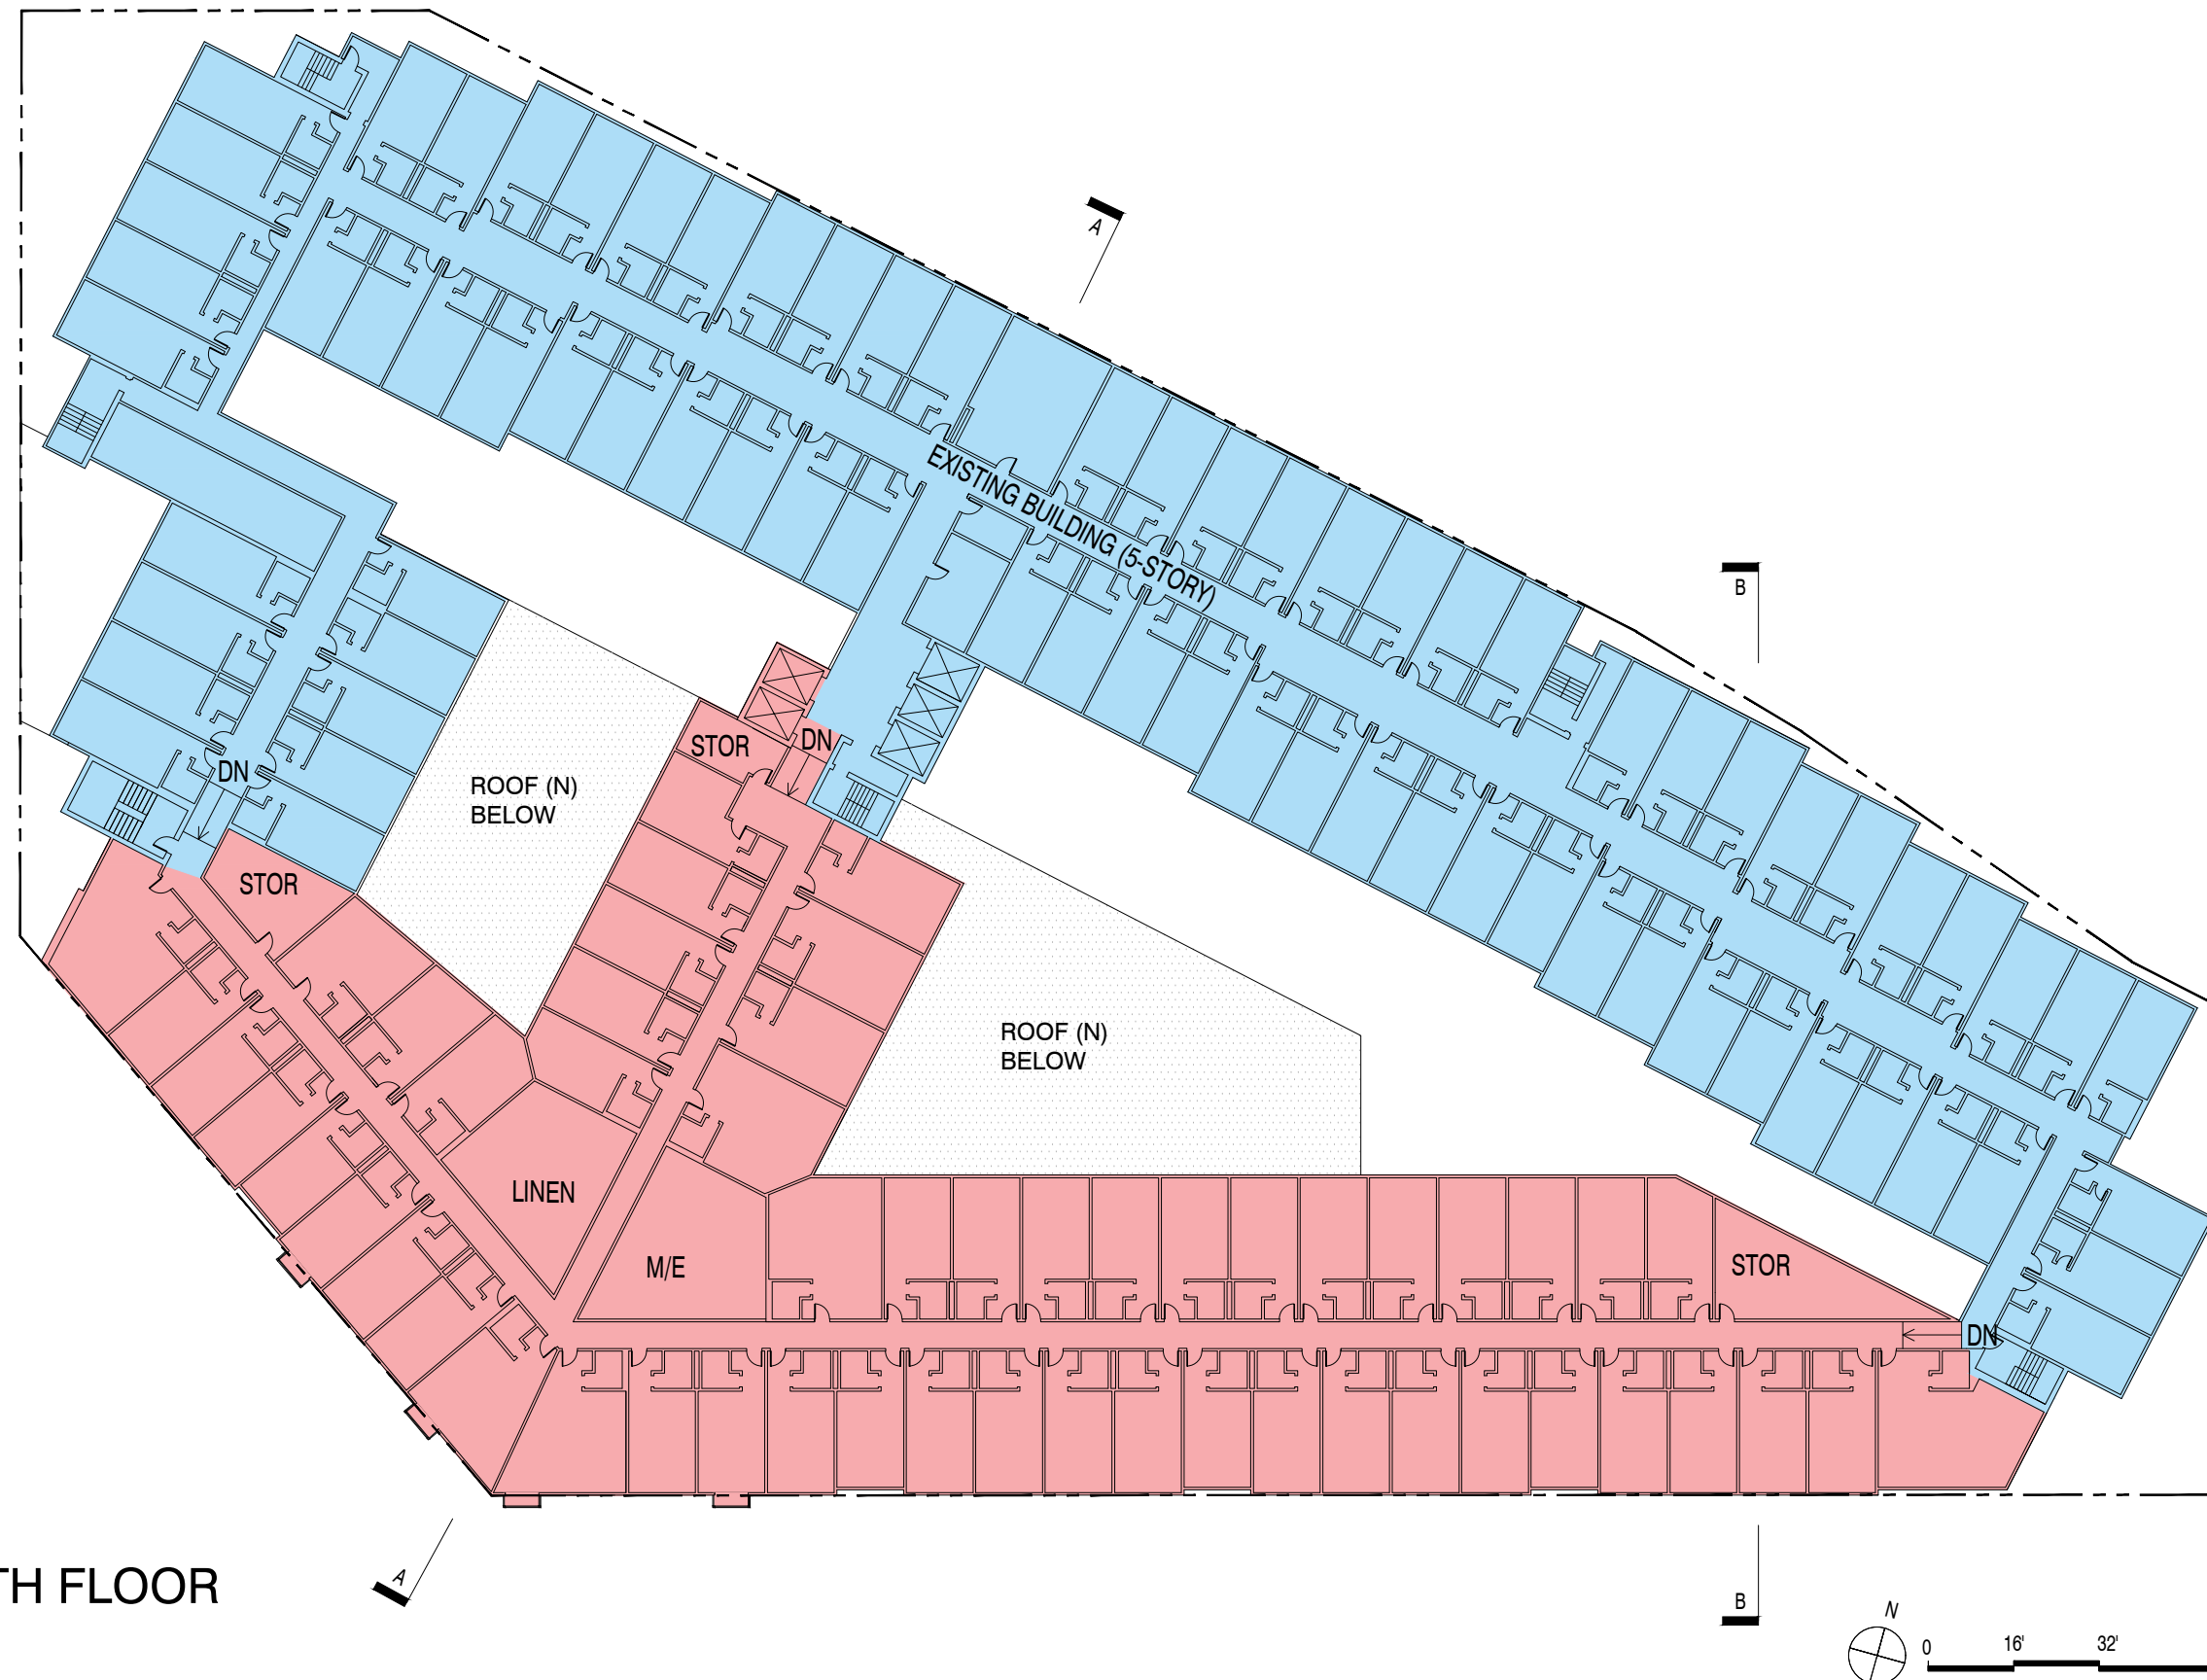 A
EXISTING BUILDING (5-STORY)
B
STOR
DN
DN
ROOF (N)
BELOW
STOR
ROOF (N)
BELOW
LINEN
M/E
STOR
DN
A
TH FLOOR
B
N
0 16' 32'